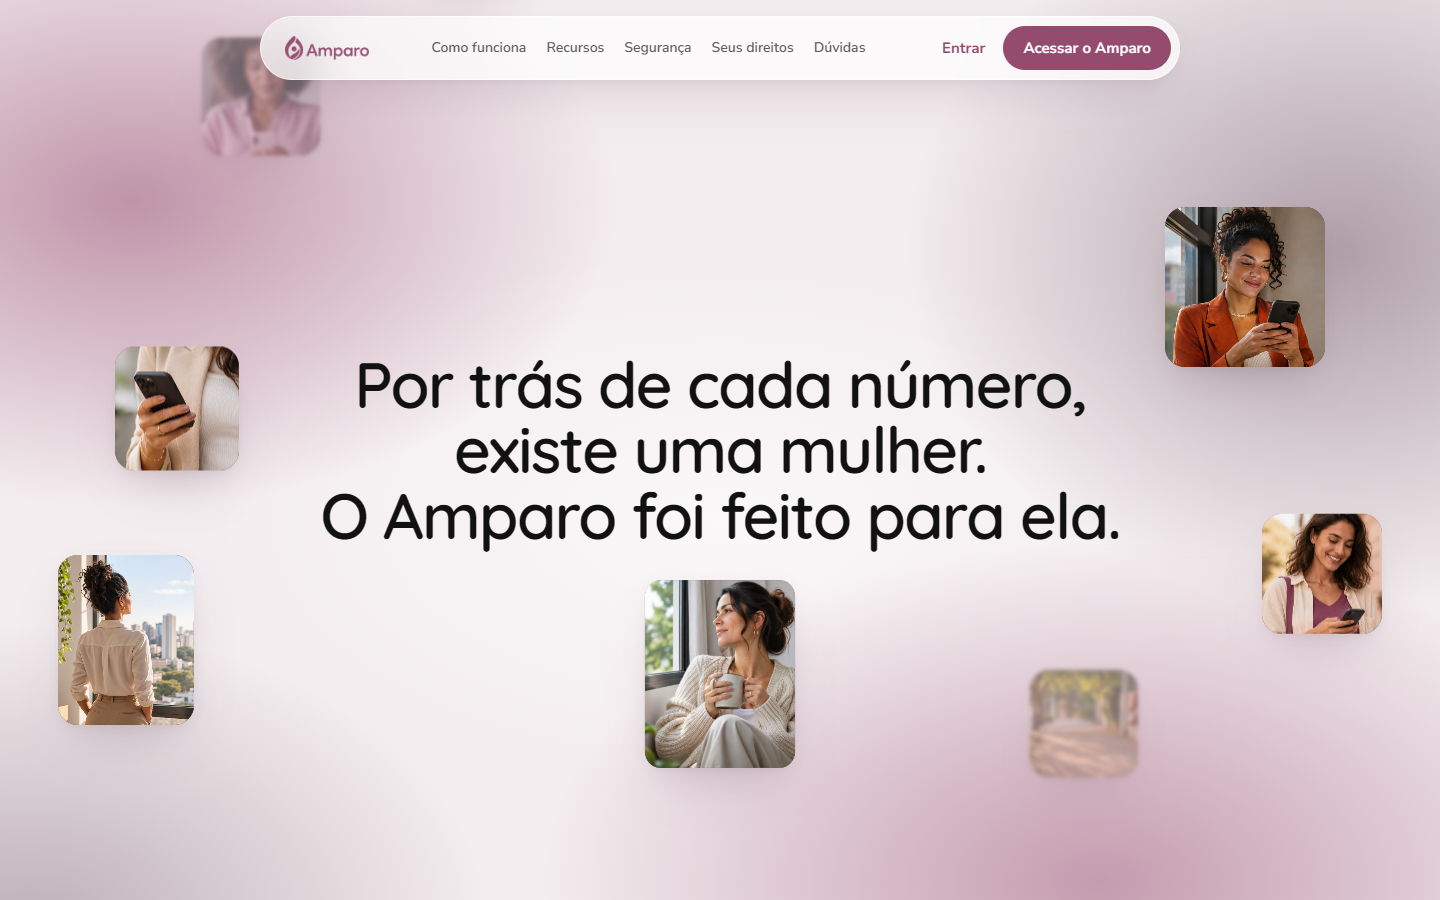 Amparo
Como funciona
Recursos
Segurança
Seus direitos
Dúvidas
Entrar
Acessar o Amparo
Por trás de cada número,
existe uma mulher.
O Amparo foi feito para ela.